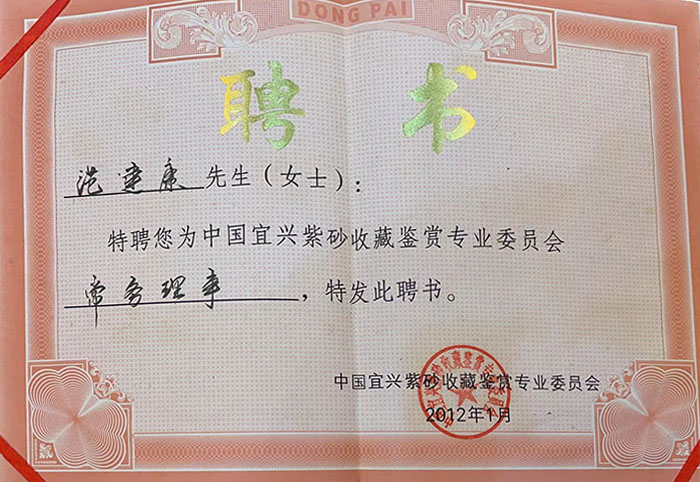 DONG PAI
聘书
范建康先生（女士）：
特聘您为中国宜兴紫砂收藏鉴赏专业委员会
常务理事，特发此聘书。
中国宜兴紫砂收藏鉴赏专业委员会
2012年1月